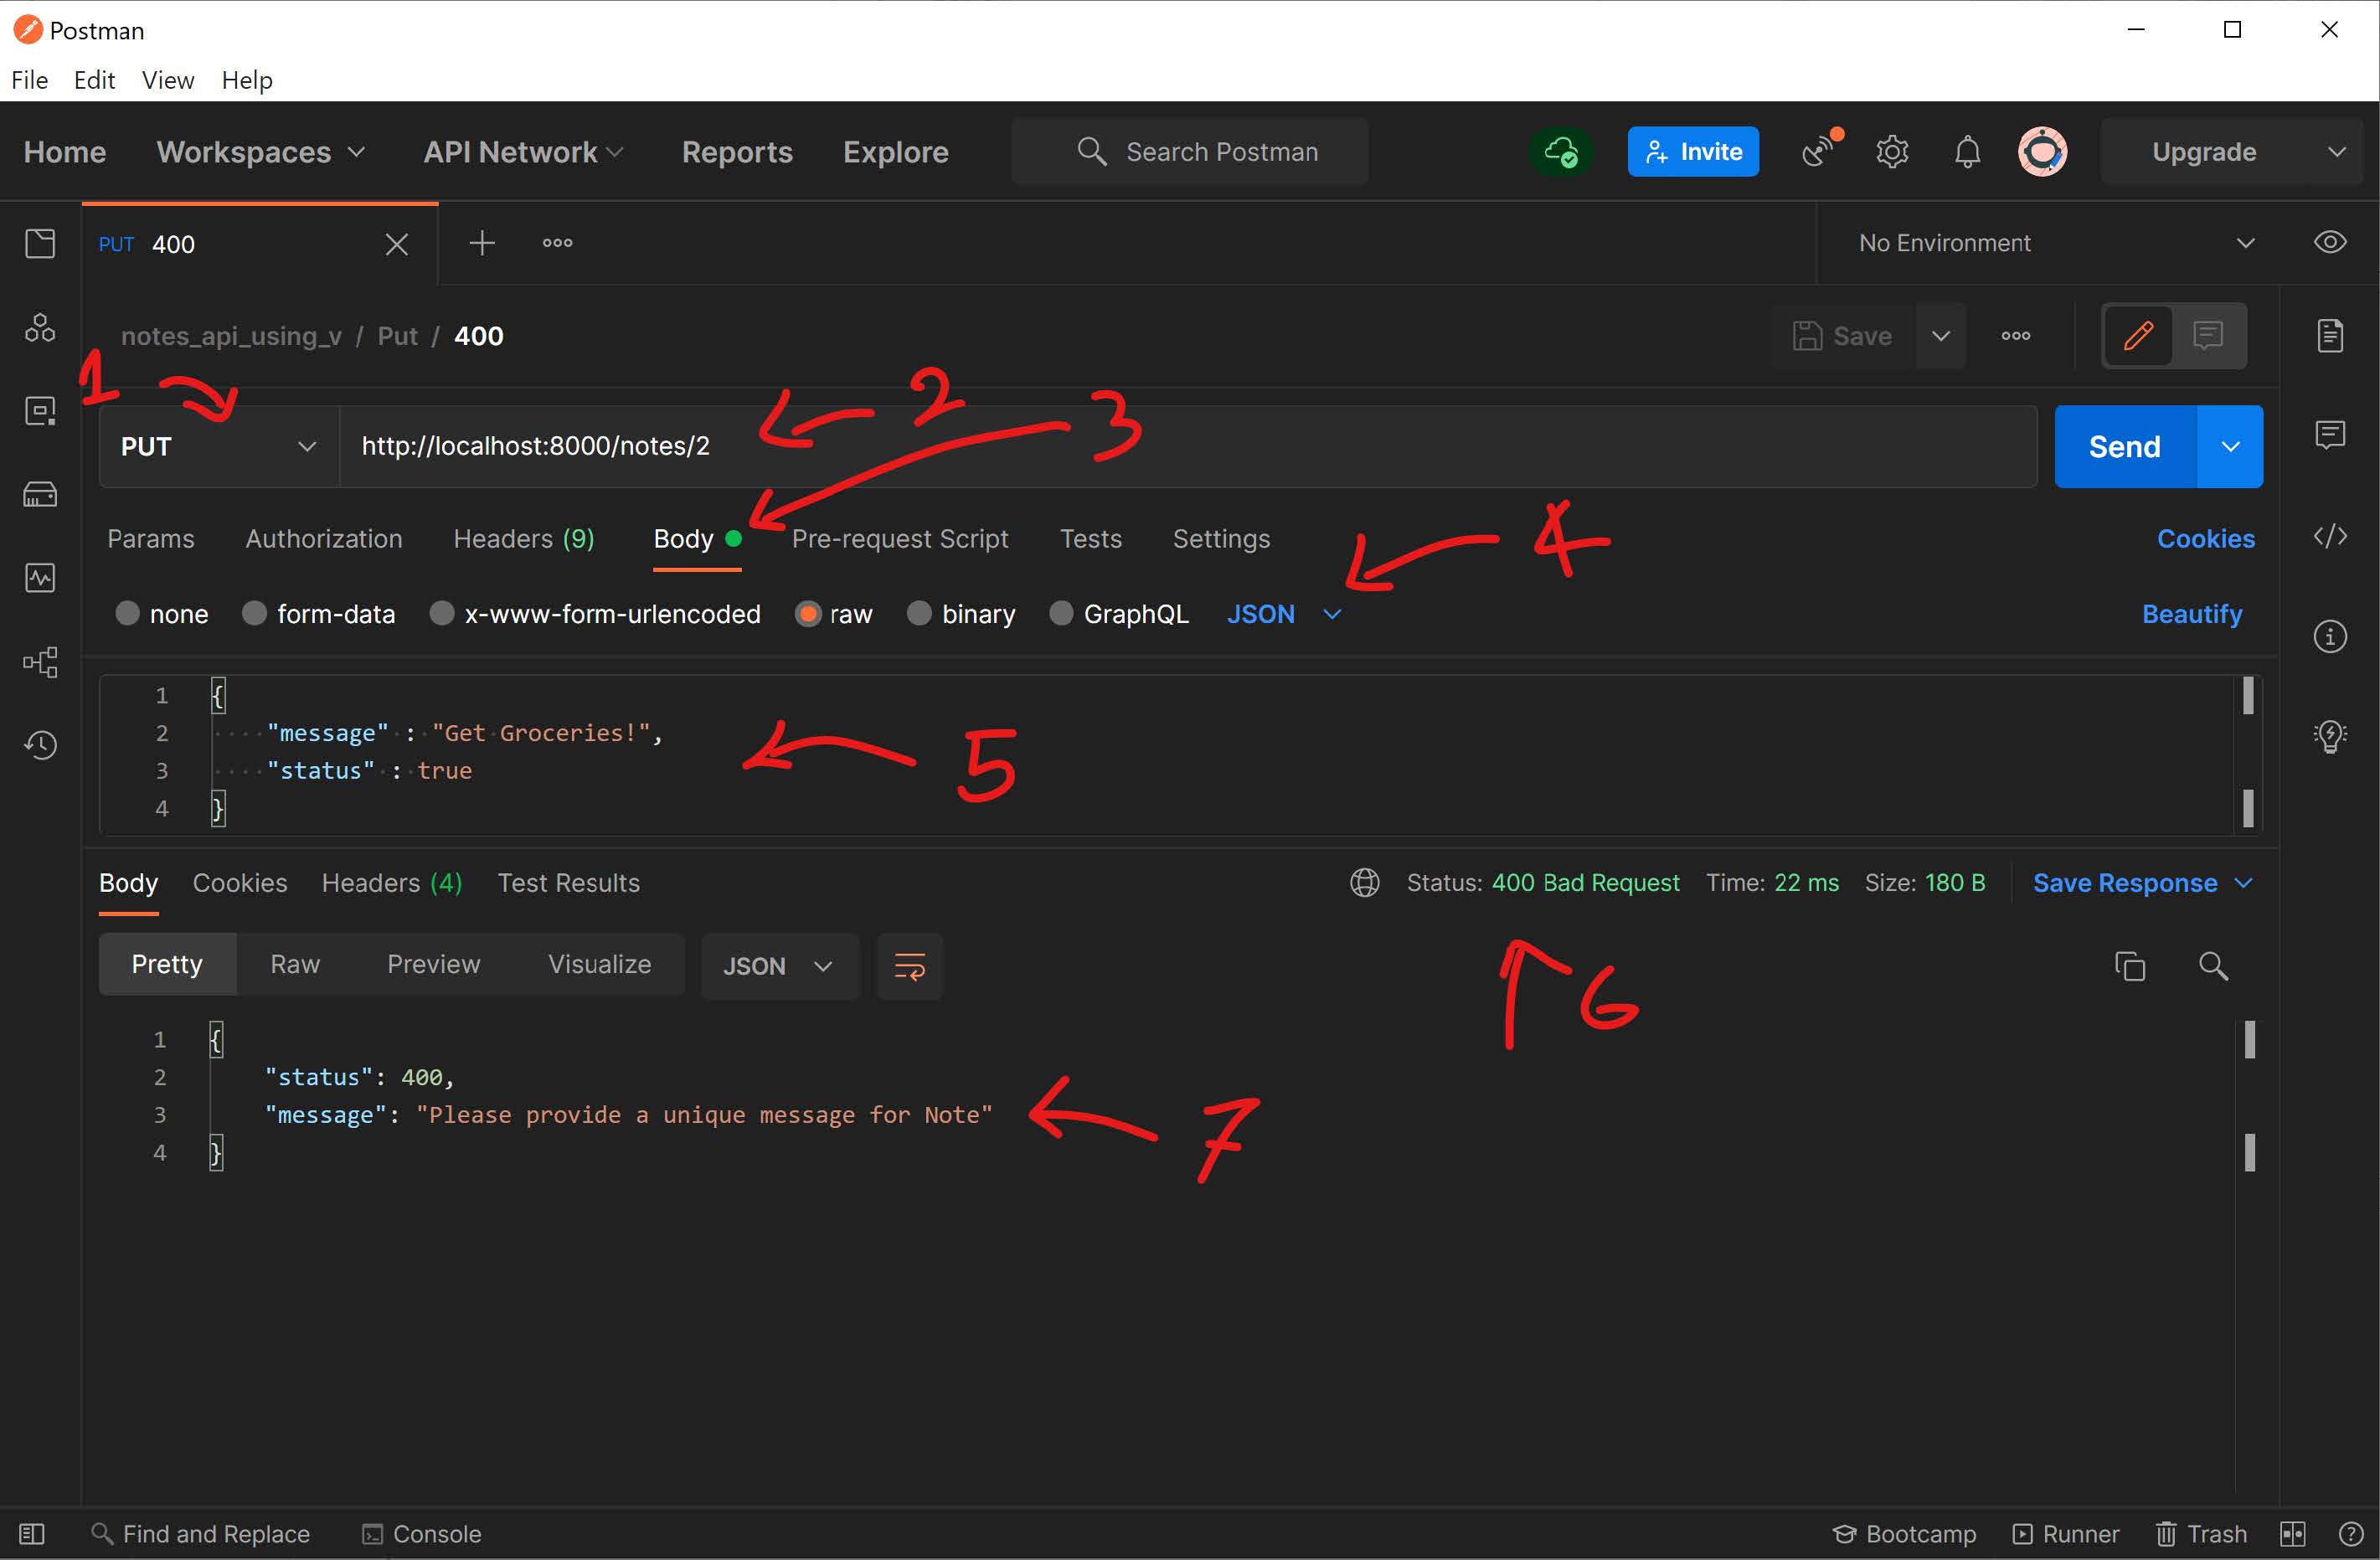 Postman
File Edit View Help
Home Workspaces API Network Reports Explore Search Postman Invite Upgrade
PUT 400 No Environment
notes_api_using_v / Put / 400 Save
1 2 3
PUT http://localhost:8000/notes/2 Send
4
Params Authorization Headers (9) Body Pre-request Script Tests Settings Cookies
none form-data x-www-form-urlencoded raw binary GraphQL JSON Beautify
1 {
2 "message" : "Get Groceries!",
3 "status" : true
4 }
5
Body Cookies Headers (4) Test Results Status: 400 Bad Request Time: 22 ms Size: 180 B Save Response
Pretty Raw Preview Visualize JSON
6
1 {
2 "status": 400,
3 "message": "Please provide a unique message for Note"
4 }
7
Find and Replace Console Bootcamp Runner Trash